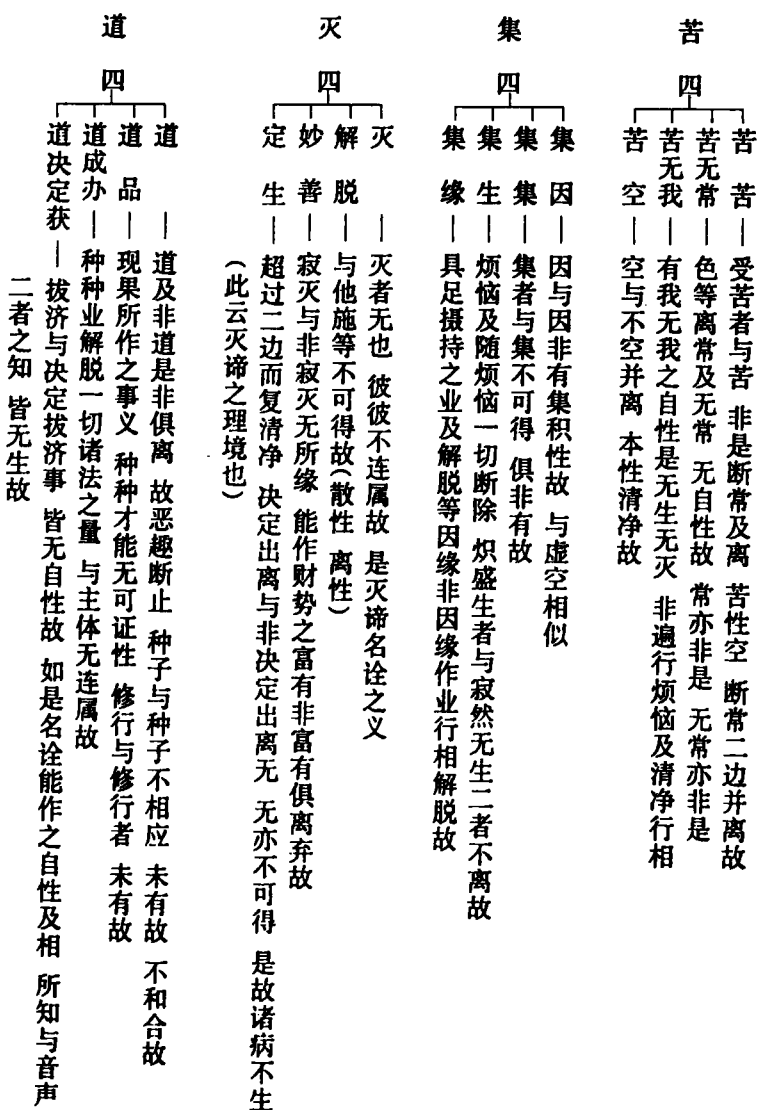 苦
四
苦苦—受苦者与苦 非是断常及离 苦性空 断常二边并离故
苦无常—色等离常及无常 无自性故 常亦非是 无常亦非是
苦无我—有我无我之自性是无生无灭 非遍行烦恼及清净行相
苦空—空与不空并离 本性清净故
集
四
集因—因与因非有集积性故 与虚空相似
集集—集者与集不可得 俱非有故
集生—烦恼及随烦恼一切断除 炽盛生者与寂然无生二者不离故
集缘—具足摄持之业及解脱等因缘非因缘作业行相解脱故
灭
四
灭—灭者无也 彼彼不连属故 是灭谛名诠之义
解脱—与他施等不可得故(散性 离性)
妙善—寂灭与非寂灭无所缘 能作财势之富有非富有俱离弃故
定生—超过二边而复清净 决定出离与非决定出离无 无亦不可得 是故诸病不生
(此云灭谛之理境也)
道
四
道—道及非道是非俱离 故恶趣断止 种子与种子不相应 未有故 不和合故
道品—现果所作之事义 种种才能无可证性 修行与修行者 未有故
道成办—种种业解脱一切诸法之量 与主体无连属故
道决定获—拔济与决定拔济事 皆无自性故 如是名诠能作之自性及相 所知与音声
二者之知 皆无生故